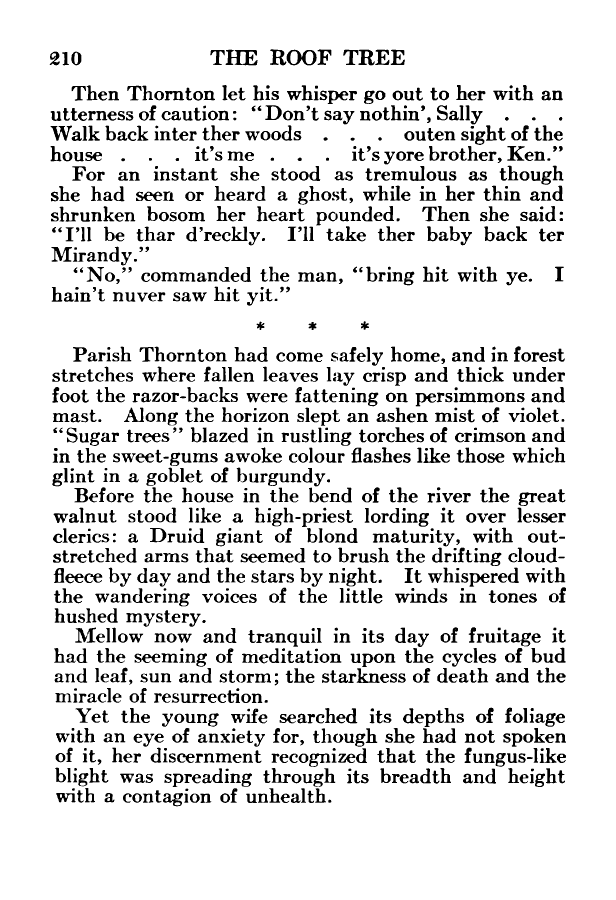 210 THE ROOF TREE
Then Thornton let his whisper go out to her with an
utterness of caution: "Don't say nothin', Sally . . .
Walk back inter ther woods . . . outen sight of the
house . . . it's me . . . it's yore brother, Ken."
For an instant she stood as tremulous as though
she had seen or heard a ghost, while in her thin and
shrunken bosom her heart pounded. Then she said:
"I'll be thar d'reckly. I'll take ther baby back ter
Mirandy."
"No," commanded the man, "bring hit with ye. I
hain't nuver saw hit yit."
* * *
Parish Thornton had come safely home, and in forest
stretches where fallen leaves lay crisp and thick under
foot the razor-backs were fattening on persimmons and
mast. Along the horizon slept an ashen mist of violet.
"Sugar trees" blazed in rustling torches of crimson and
in the sweet-gums awoke colour flashes like those which
glint in a goblet of burgundy.
Before the house in the bend of the river the great
walnut stood like a high-priest lording it over lesser
clerics: a Druid giant of blond maturity, with out-
stretched arms that seemed to brush the drifting cloud-
fleece by day and the stars by night. It whispered with
the wandering voices of the little winds in tones of
hushed mystery.
Mellow now and tranquil in its day of fruitage it
had the seeming of meditation upon the cycles of bud
and leaf, sun and storm; the starkness of death and the
miracle of resurrection.
Yet the young wife searched its depths of foliage
with an eye of anxiety for, though she had not spoken
of it, her discernment recognized that the fungus-like
blight was spreading through its breadth and height
with a contagion of unhealth.